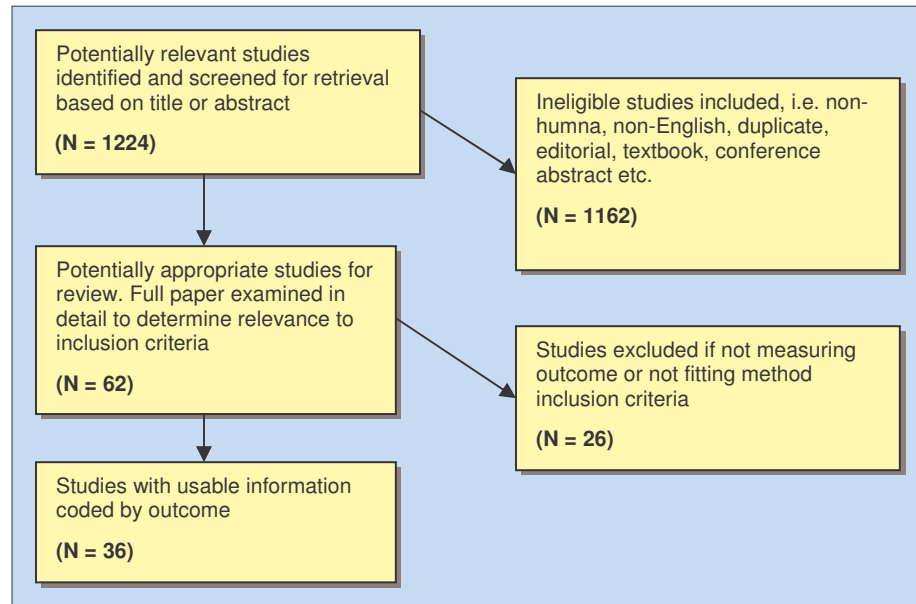 Potentially relevant studies
identified and screened for retrieval
based on title or abstract
(N = 1224)
Ineligible studies included, i.e. non-
humna, non-English, duplicate,
editorial, textbook, conference
abstract etc.
(N = 1162)
Potentially appropriate studies for
review. Full paper examined in
detail to determine relevance to
inclusion criteria
(N = 62)
Studies excluded if not measuring
outcome or not fitting method
inclusion criteria
(N = 26)
Studies with usable information
coded by outcome
(N = 36)